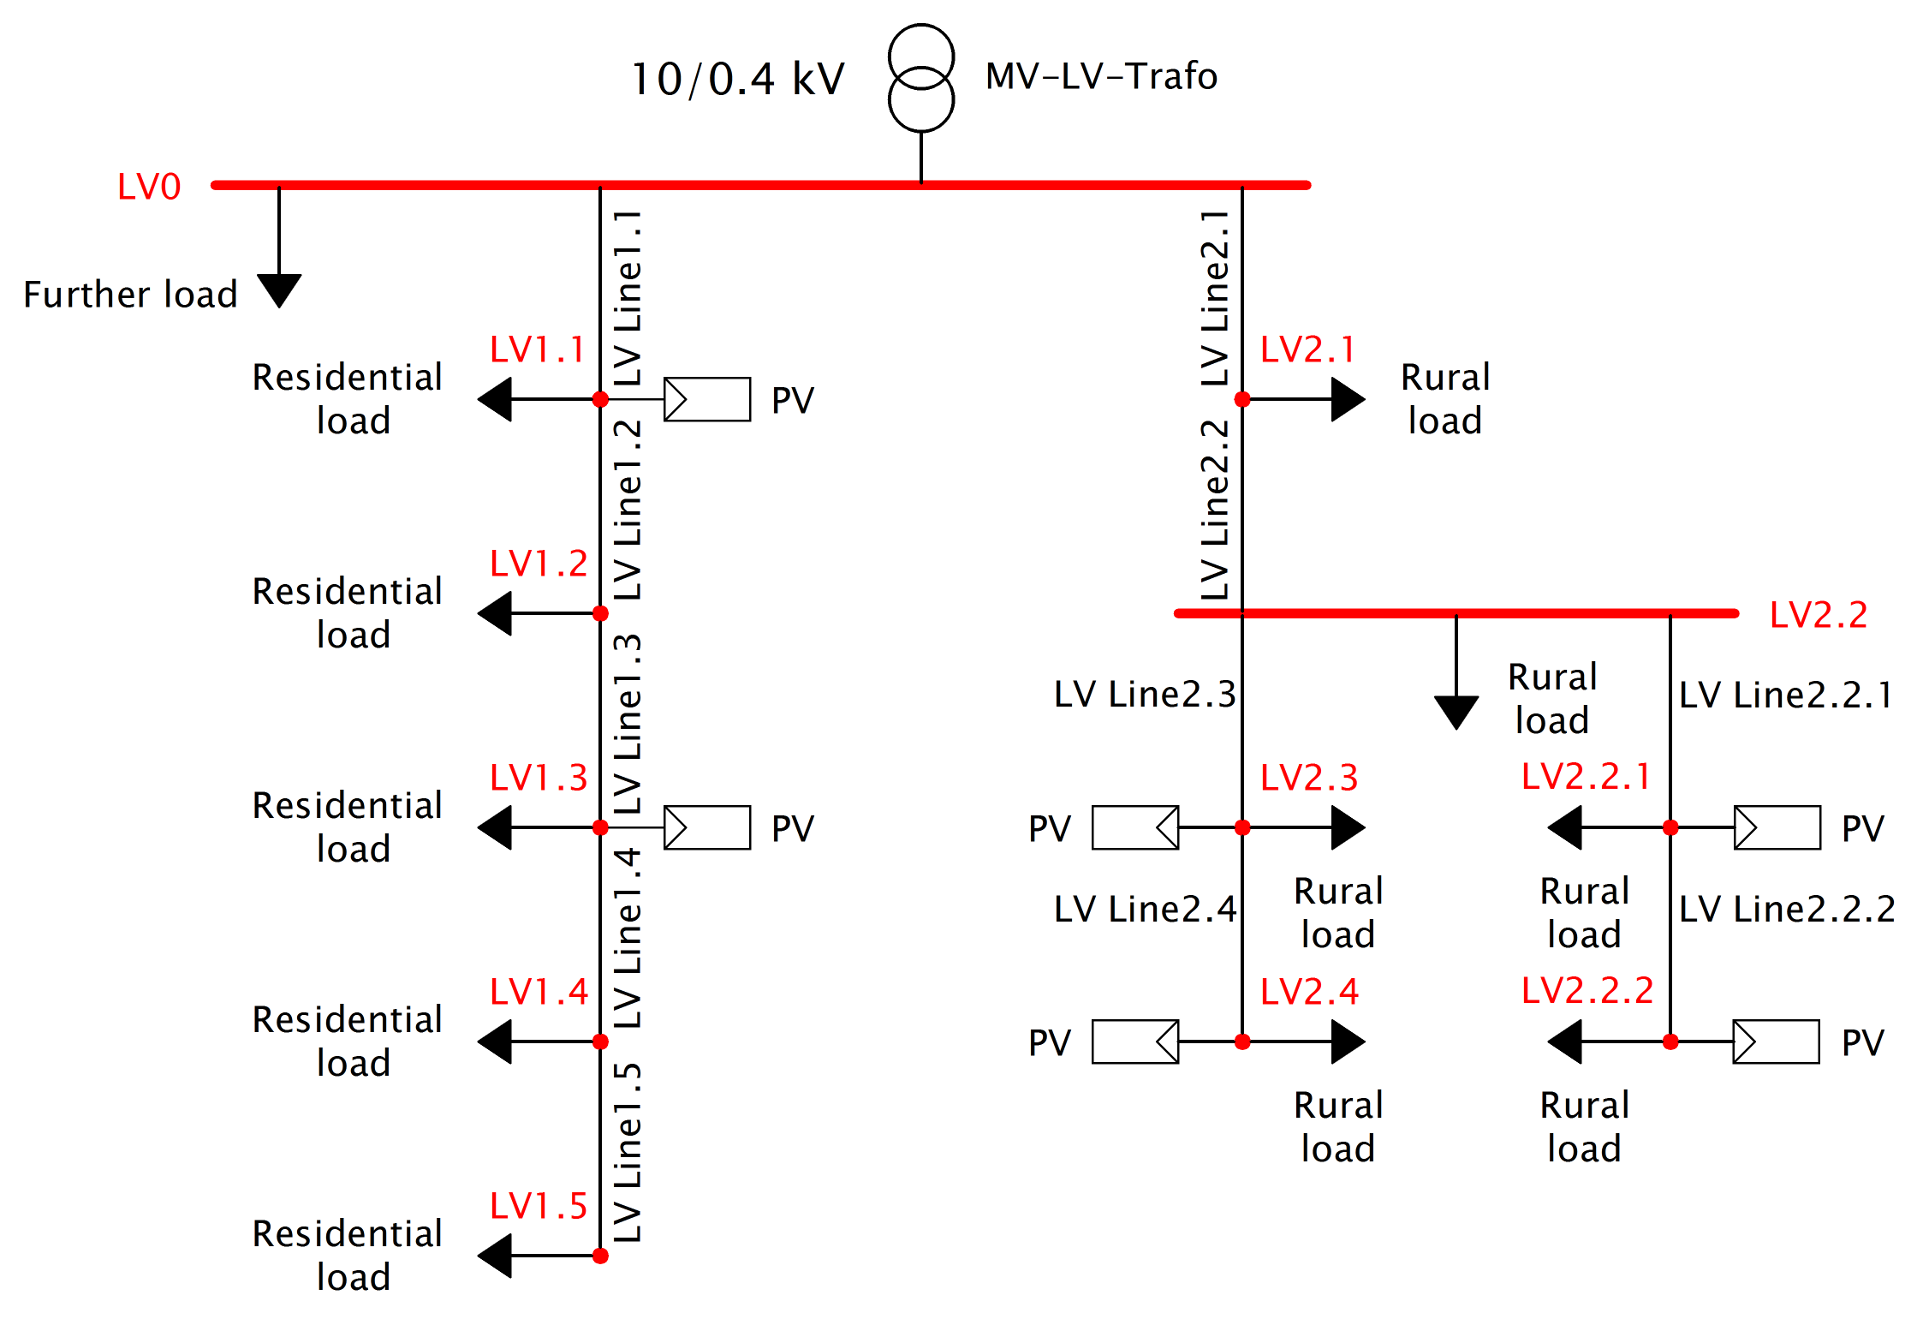 10/0.4 kV
MV-LV-Trafo
LV0
Further load
LV Line1.1
LV Line2.1
LV1.1
Residential
load
PV
LV2.1
Rural
load
LV Line1.2
LV Line2.2
LV1.2
Residential
load
LV2.2
LV Line1.3
LV Line2.3
Rural
load
LV Line2.2.1
LV1.3
Residential
load
PV
PV
LV2.3
Rural
load
LV2.2.1
Rural
load
PV
LV Line1.4
LV Line2.4
LV Line2.2.2
LV1.4
Residential
load
PV
LV2.4
Rural
load
LV2.2.2
Rural
load
PV
LV Line1.5
LV1.5
Residential
load